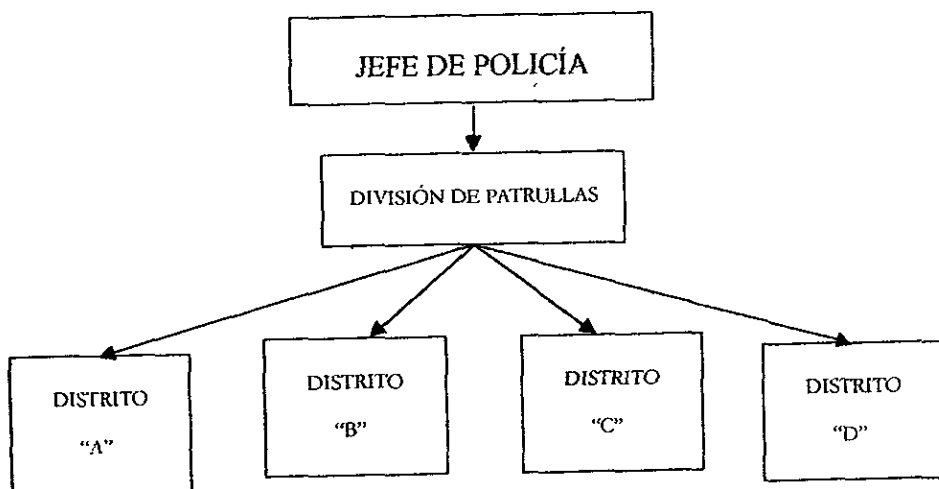 JEFE DE POLICÍA
DIVISIÓN DE PATRULLAS
DISTRITO
"A"
DISTRITO
"B"
DISTRITO
"C"
DISTRITO
"D"